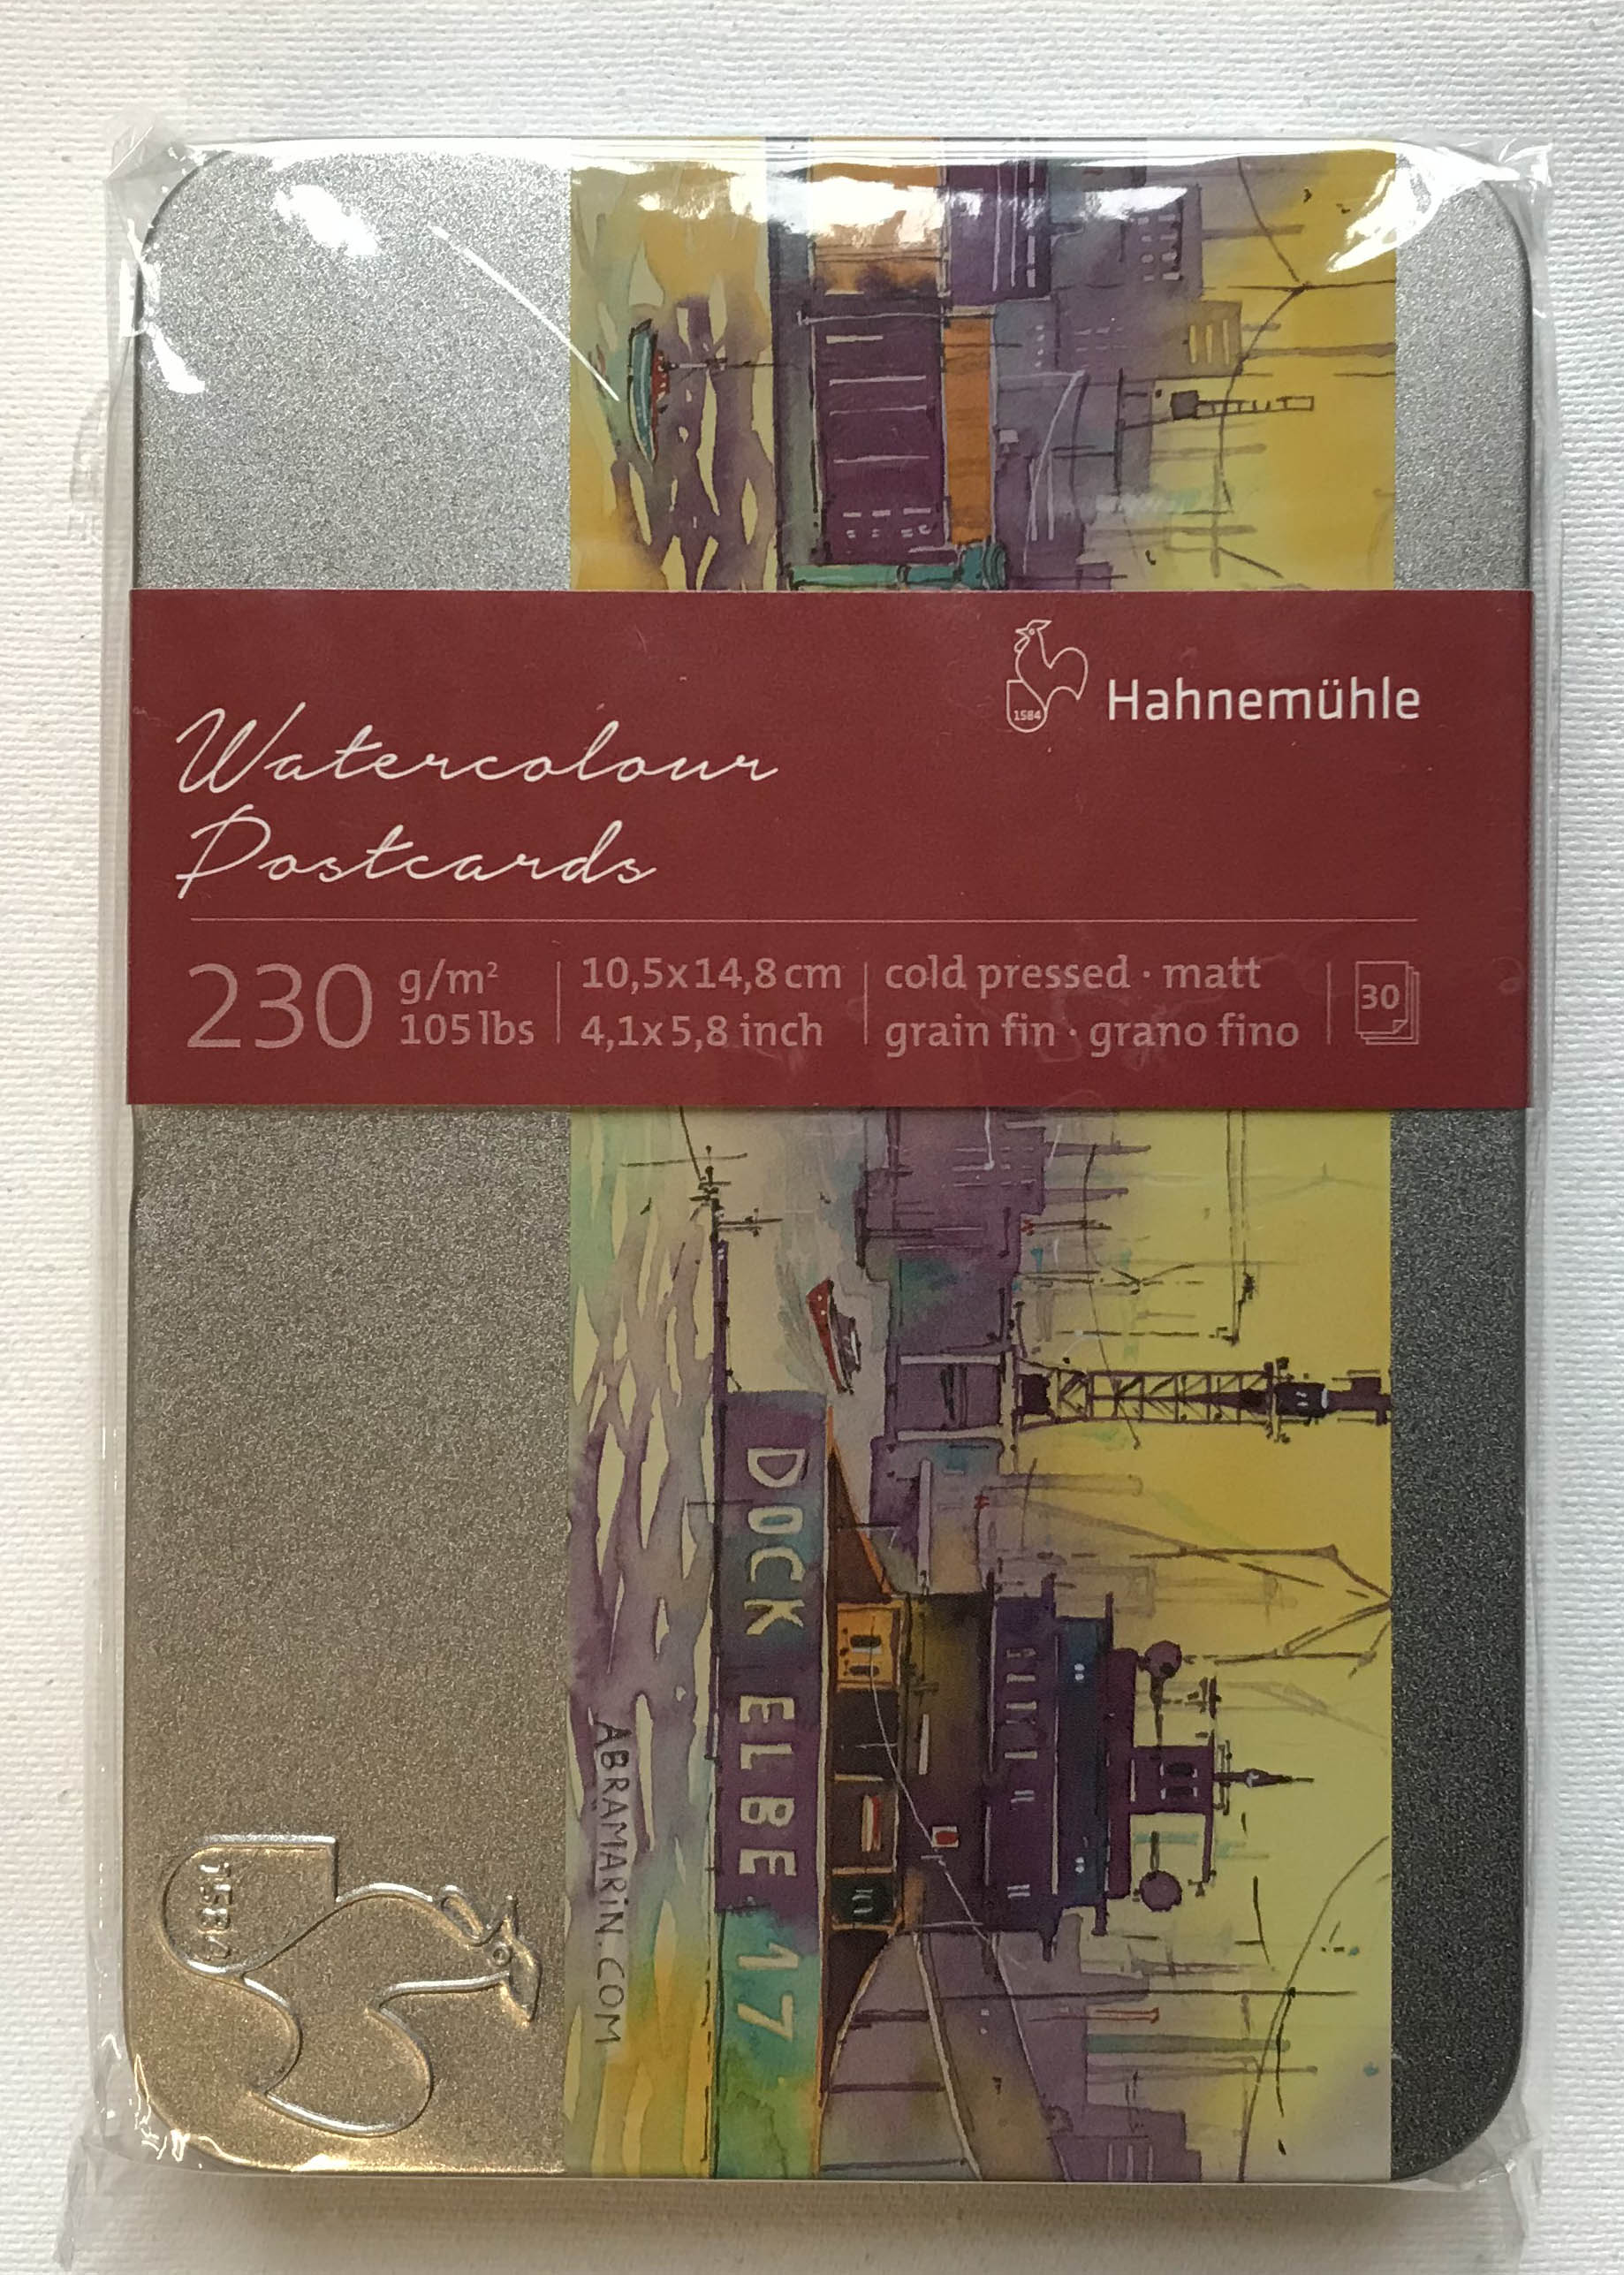 1584
Hahnemühle
Watercolour
Postcards
230 g/m²
105 lbs
10,5x14,8 cm
4,1x5,8 inch
cold pressed · matt
grain fin · grano fino
30
DOCK ELBE 17
ABRAMARiN.COM
1584